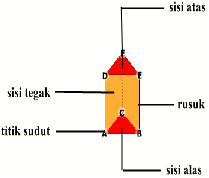 sisi atas
F
D E
sisi tegak
rusuk
C
titik sudut
A B
sisi alas